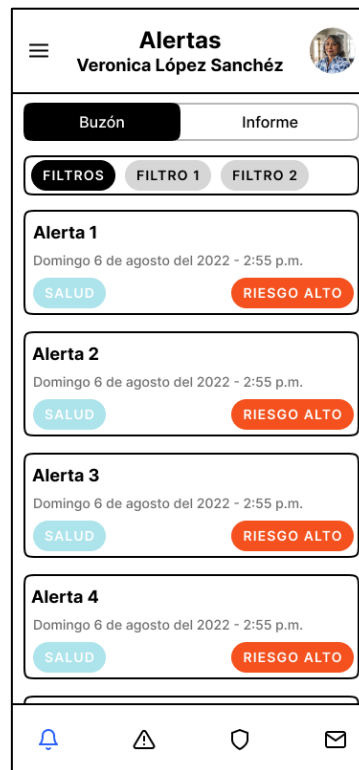 Alertas
Veronica López Sanchéz
Buzón Informe
FILTROS FILTRO 1 FILTRO 2
Alerta 1
Domingo 6 de agosto del 2022 - 2:55 p.m.
SALUD RIESGO ALTO
Alerta 2
Domingo 6 de agosto del 2022 - 2:55 p.m.
SALUD RIESGO ALTO
Alerta 3
Domingo 6 de agosto del 2022 - 2:55 p.m.
SALUD RIESGO ALTO
Alerta 4
Domingo 6 de agosto del 2022 - 2:55 p.m.
SALUD RIESGO ALTO